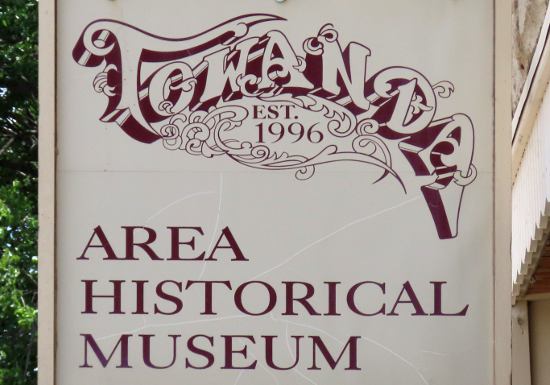 TOWANDA
EST.
1996
AREA
HISTORICAL
MUSEUM